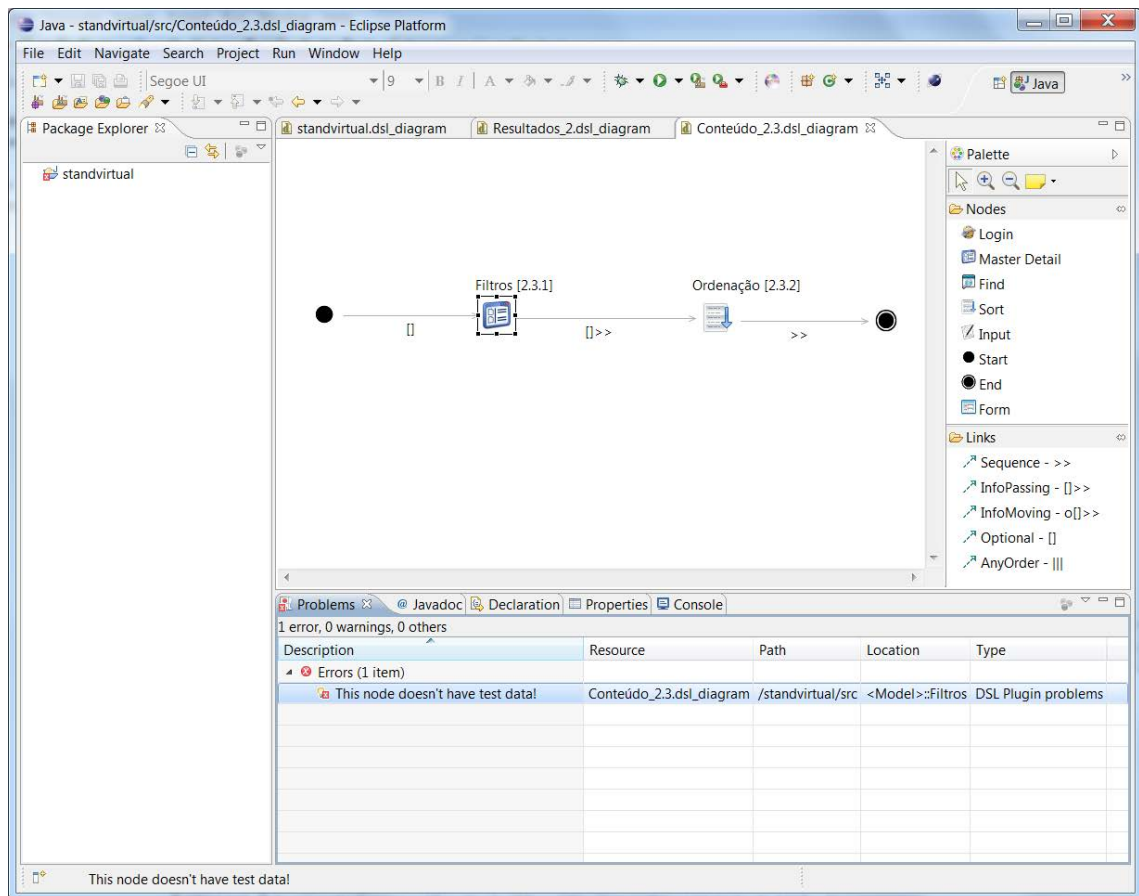 Java - standvirtual/src/Conteúdo_2.3.dsl_diagram - Eclipse Platform
File Edit Navigate Search Project Run Window Help
Segoe UI 9 B I A Java »
Package Explorer
standvirtual
standvirtual.dsl_diagram Resultados_2.dsl_diagram Conteúdo_2.3.dsl_diagram
Filtros [2.3.1]
Ordenação [2.3.2]
[]
[]>>
>>
Palette
Nodes
Login
Master Detail
Find
Sort
Input
Start
End
Form
Links
Sequence - >>
InfoPassing - []>>
InfoMoving - o[]>>
Optional - []
AnyOrder - |||
Problems @ Javadoc Declaration Properties Console
1 error, 0 warnings, 0 others
Description Resource Path Location Type
Errors (1 item)
This node doesn't have test data! Conteúdo_2.3.dsl_diagram /standvirtual/src <Model>::Filtros DSL Plugin problems
This node doesn't have test data!